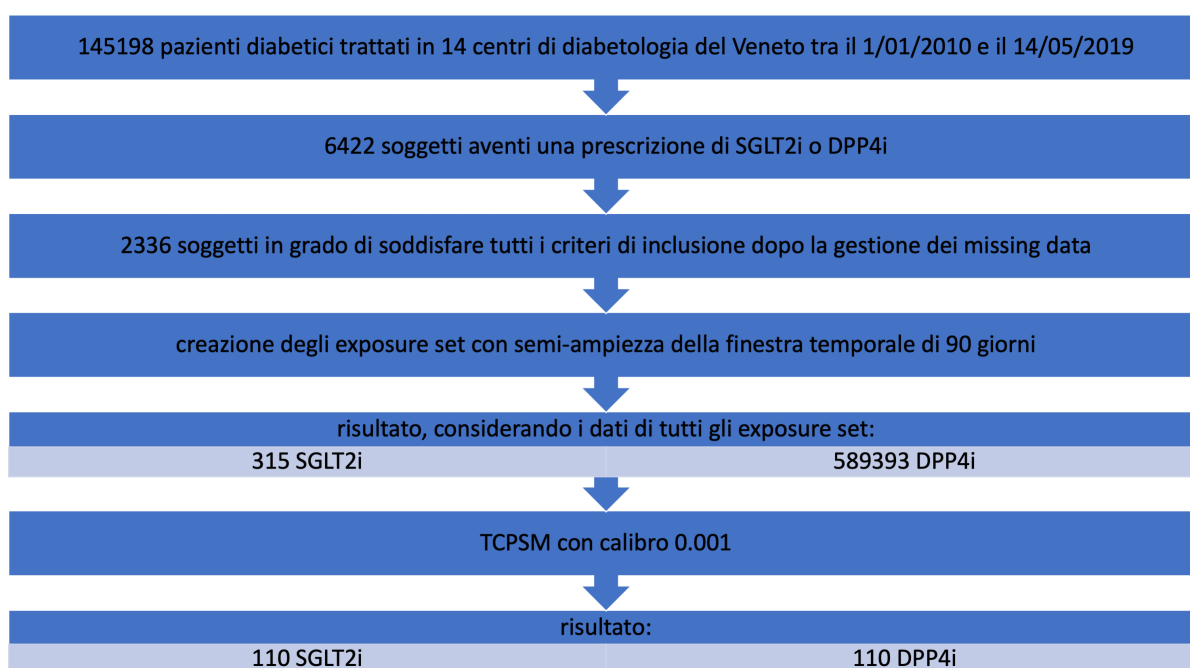 145198 pazienti diabetici trattati in 14 centri di diabetologia del Veneto tra il 1/01/2010 e il 14/05/2019
6422 soggetti aventi una prescrizione di SGLT2i o DPP4i
2336 soggetti in grado di soddisfare tutti i criteri di inclusione dopo la gestione dei missing data
creazione degli exposure set con semi-ampiezza della finestra temporale di 90 giorni
risultato, considerando i dati di tutti gli exposure set:
315 SGLT2i 589393 DPP4i
TCPSM con calibro 0.001
risultato:
110 SGLT2i 110 DPP4i